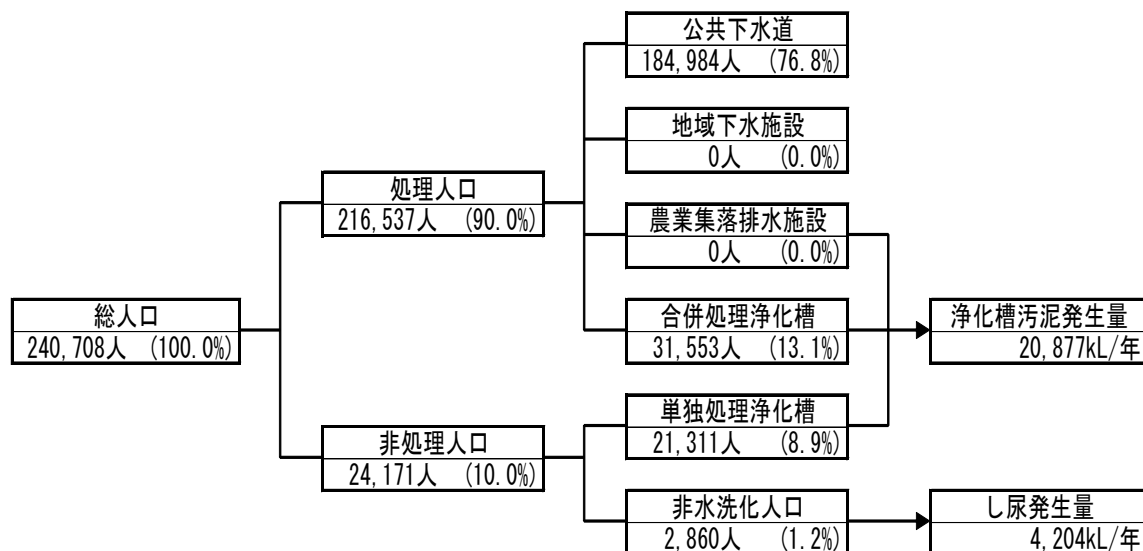 公共下水道
184,984人 (76.8%)
地域下水施設
0人 (0.0%)
処理人口
216,537人 (90.0%)
農業集落排水施設
0人 (0.0%)
総人口
240,708人 (100.0%)
合併処理浄化槽
31,553人 (13.1%)
浄化槽汚泥発生量
20,877kL/年
単独処理浄化槽
21,311人 (8.9%)
非処理人口
24,171人 (10.0%)
非水洗化人口
2,860人 (1.2%)
し尿発生量
4,204kL/年